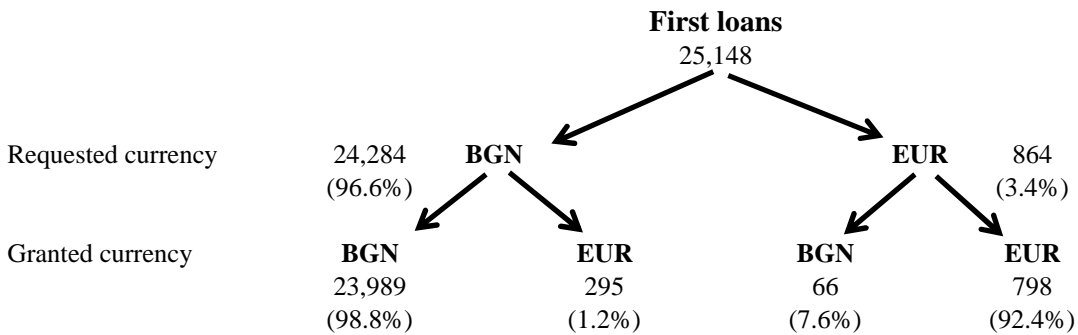 First loans
25,148
Requested currency 24,284 BGN EUR 864
(96.6%) (3.4%)
Granted currency BGN EUR BGN EUR
23,989 295 66 798
(98.8%) (1.2%) (7.6%) (92.4%)